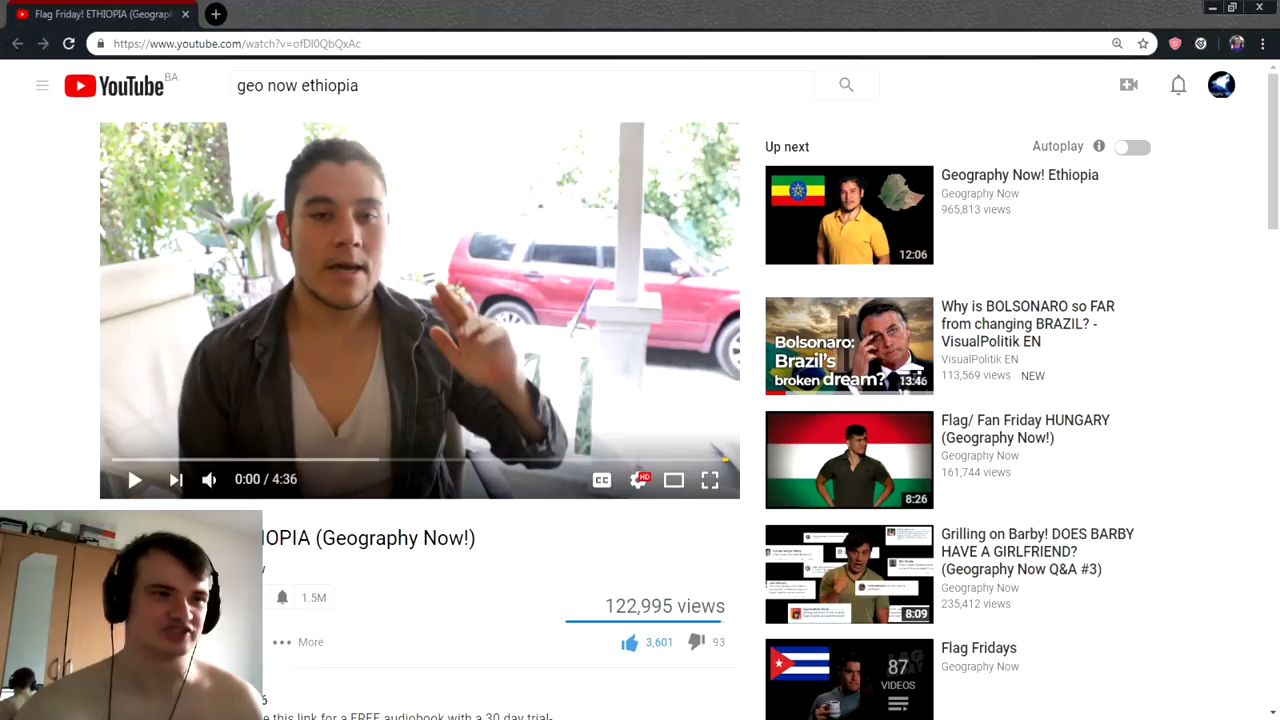 Flag Friday! ETHIOPIA (Geograph
https://www.youtube.com/watch?v=ofDl0QbQxAc
YouTube BA
geo now ethiopia
0:00 / 4:36
CC
HD
IOPIA (Geography Now!)
1.5M
122,995 views
More
3,601
93
e this link for a FREE audiobook with a 30 day trial-
Up next
Autoplay
12:06
Geography Now! Ethiopia
Geography Now
965,813 views
Bolsonaro:
Brazil's
broken dream?
13:46
Why is BOLSONARO so FAR
from changing BRAZIL? -
VisualPolitik EN
VisualPolitik EN
113,569 views NEW
8:26
Flag/ Fan Friday HUNGARY
(Geography Now!)
Geography Now
161,744 views
8:09
Grilling on Barby! DOES BARBY
HAVE A GIRLFRIEND?
(Geography Now Q&A #3)
Geography Now
235,412 views
87
VIDEOS
Flag Fridays
Geography Now